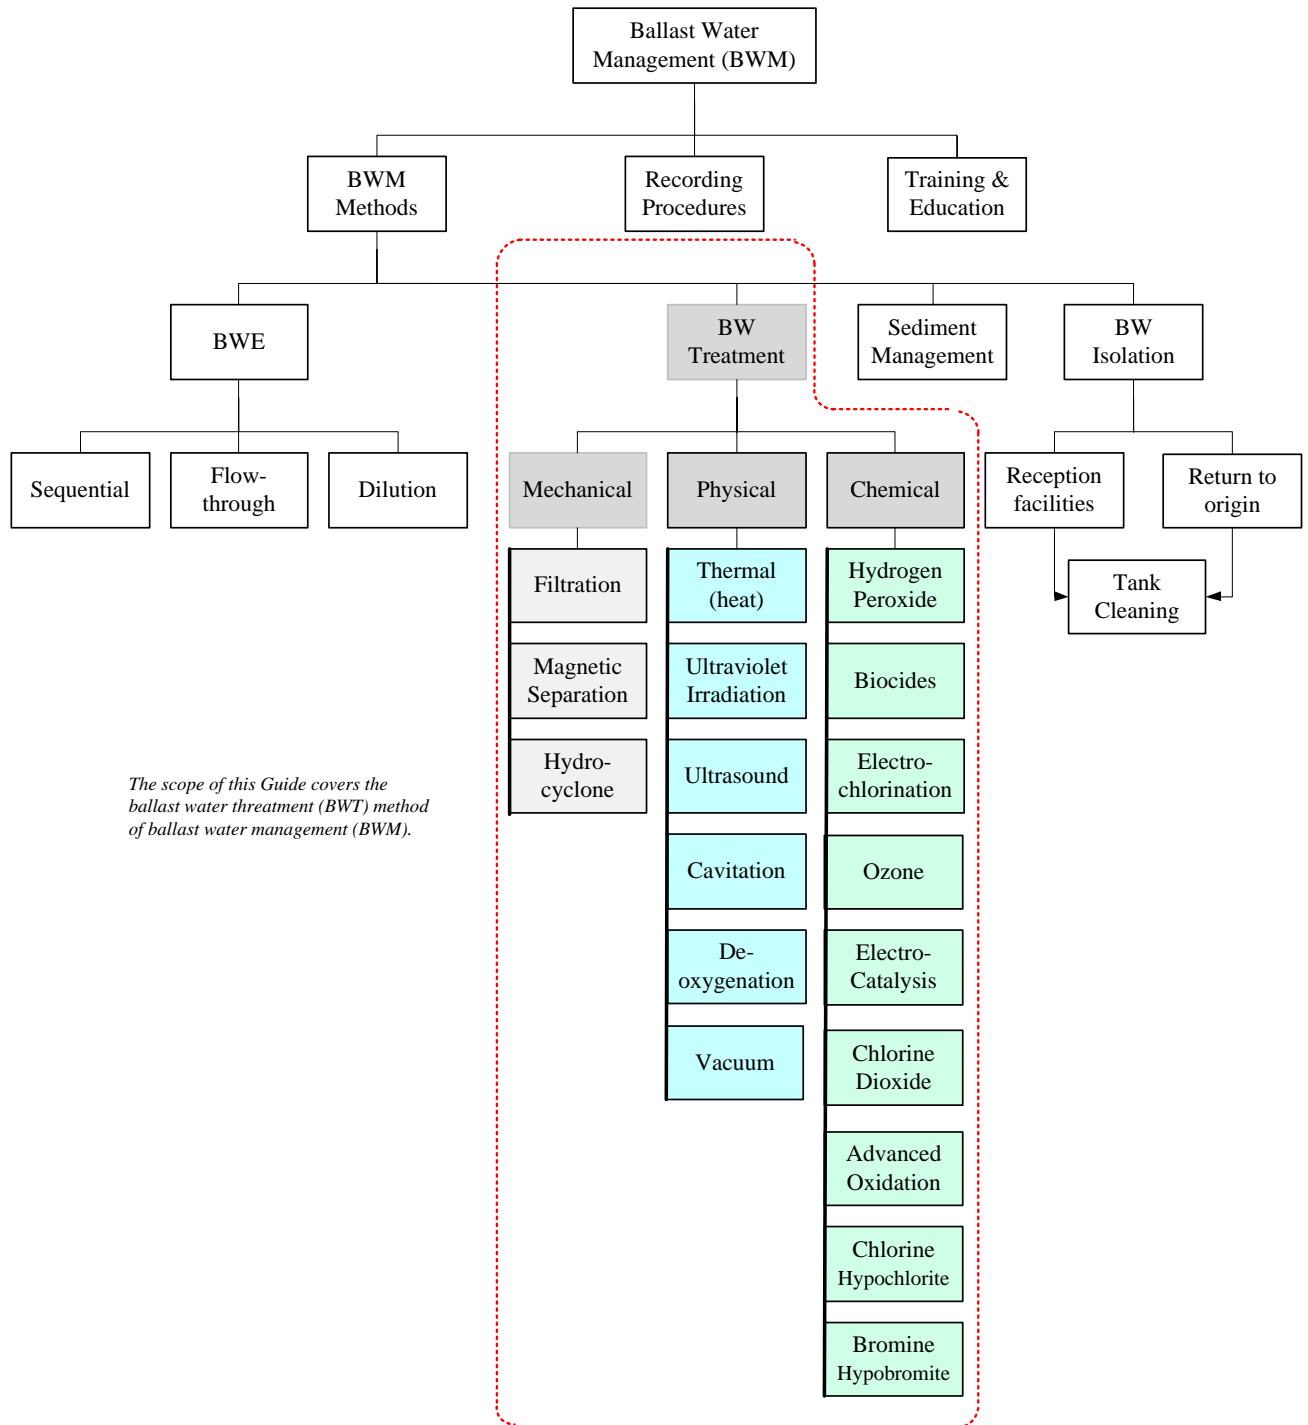 Ballast Water
Management (BWM)
BWM
Methods
Recording
Procedures
Training &
Education
BWE
BW
Treatment
Sediment
Management
BW
Isolation
Sequential
Flow-
through
Dilution
Mechanical
Physical
Chemical
Reception
facilities
Return to
origin
Tank
Cleaning
Filtration
Magnetic
Separation
Hydro-
cyclone
Thermal
(heat)
Ultraviolet
Irradiation
Ultrasound
Cavitation
De-
oxygenation
Vacuum
Hydrogen
Peroxide
Biocides
Electro-
chlorination
Ozone
Electro-
Catalysis
Chlorine
Dioxide
Advanced
Oxidation
Chlorine
Hypochlorite
Bromine
Hypobromite
The scope of this Guide covers the
ballast water threatment (BWT) method
of ballast water management (BWM).